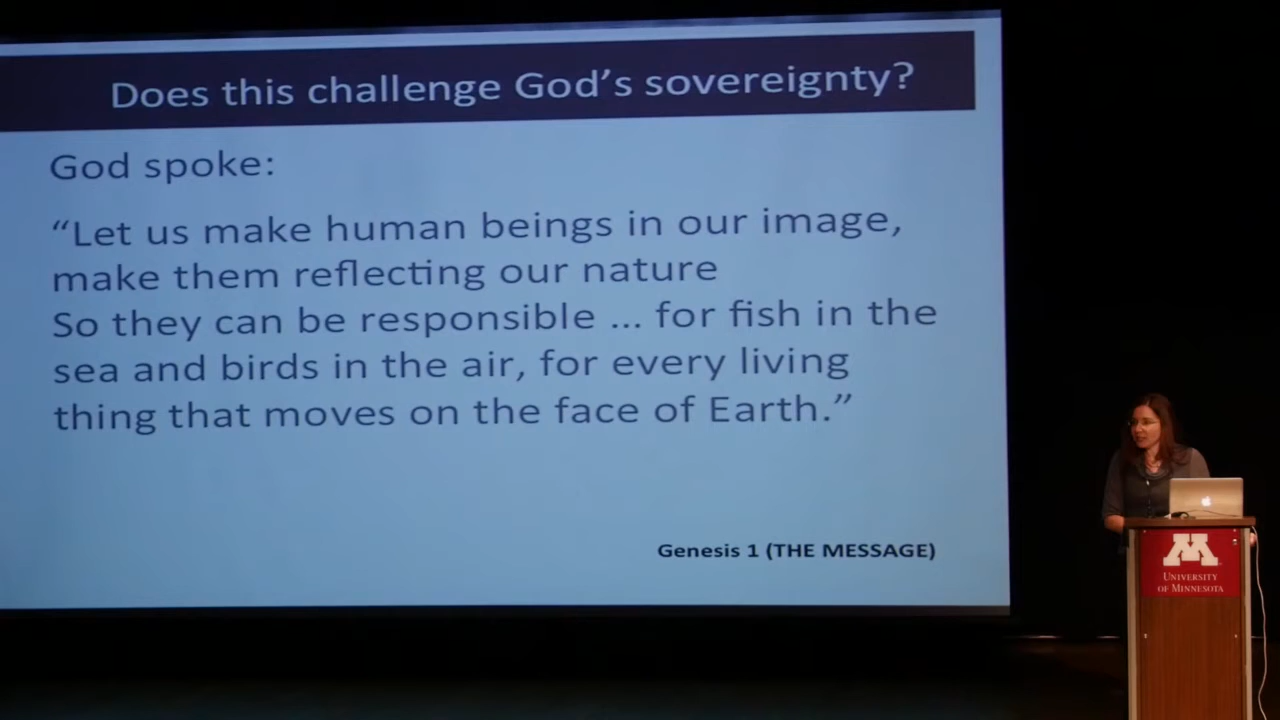 Does this challenge God’s sovereignty?
God spoke:
“Let us make human beings in our image,
make them reflecting our nature
So they can be responsible ... for fish in the
sea and birds in the air, for every living
thing that moves on the face of Earth.”
Genesis 1 (THE MESSAGE)
M
UNIVERSITY
OF MINNESOTA